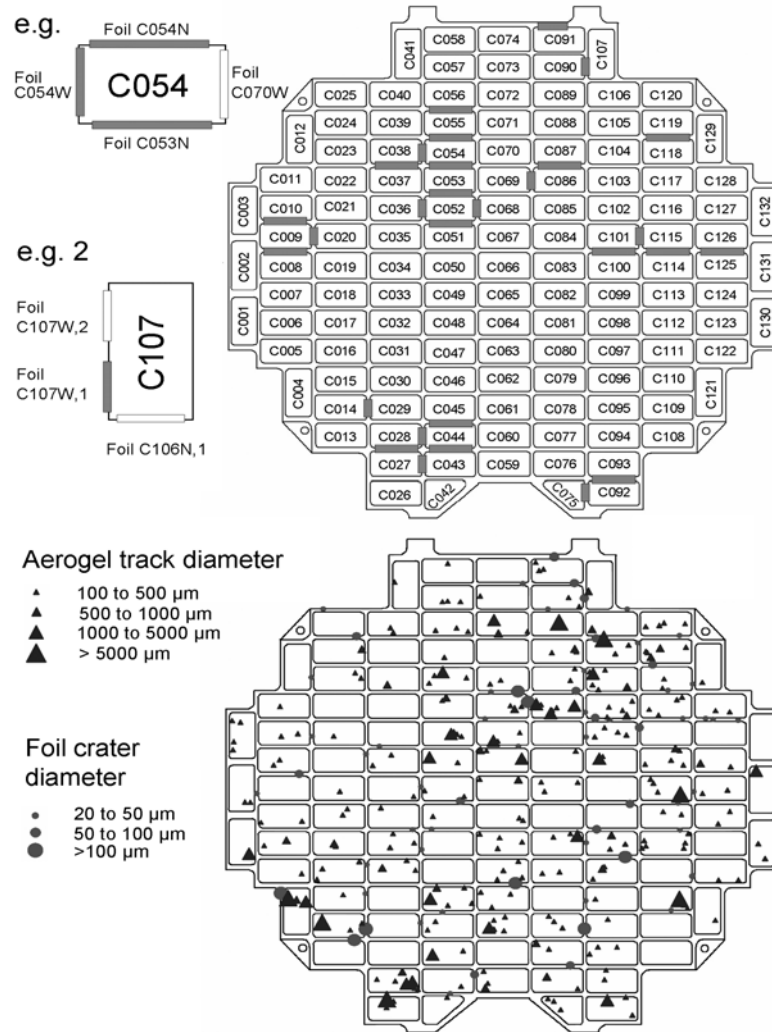 e.g.
Foil C054N
Foil
C054W
C054
Foil
C070W
Foil C053N
e.g. 2
Foil
C107W,2
Foil
C107W,1
C107
Foil C106N,1
C041 C058 C074 C091 C107
C057 C073 C090
C025 C040 C056 C072 C089 C106 C120
C012 C024 C039 C055 C071 C088 C105 C119 C129
C023 C038 C054 C070 C087 C104 C118
C011 C022 C037 C053 C069 C086 C103 C117 C128
C003 C010 C021 C036 C052 C068 C085 C102 C116 C127 C132
C009 C020 C035 C051 C067 C084 C101 C115 C126
C002 C008 C019 C034 C050 C066 C083 C100 C114 C125 C131
C007 C018 C033 C049 C065 C082 C099 C113 C124
C001 C006 C017 C032 C048 C064 C081 C098 C112 C123 C130
C005 C016 C031 C047 C063 C080 C097 C111 C122
C004 C015 C030 C046 C062 C079 C096 C110 C121
C014 C029 C045 C061 C078 C095 C109
C013 C028 C044 C060 C077 C094 C108
C027 C043 C059 C076 C093
C026 C042 C075 C092
Aerogel track diameter
100 to 500 µm
500 to 1000 µm
1000 to 5000 µm
> 5000 µm
Foil crater
diameter
20 to 50 µm
50 to 100 µm
>100 µm